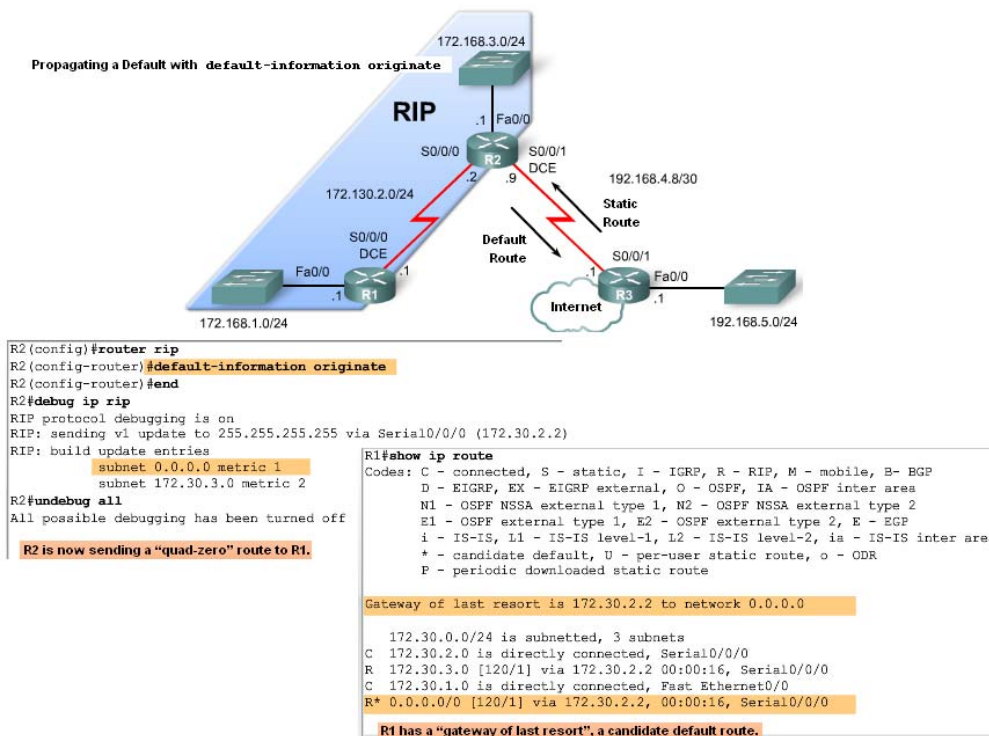 172.168.3.0/24
Propagating a Default with default-information originate
RIP
.1 Fa0/0
S0/0/0
R2
S0/0/1
DCE
.2
.9
192.168.4.8/30
172.130.2.0/24
Static
Route
Default
Route
S0/0/0
DCE
S0/0/1
Fa0/0
.1
R1
.1
.1
R3
Fa0/0
.1
Internet
172.168.1.0/24
192.168.5.0/24
R2(config)#router rip
R2(config-router)#default-information originate
R2(config-router)#end
R2#debug ip rip
RIP protocol debugging is on
RIP: sending v1 update to 255.255.255.255 via Serial0/0/0 (172.30.2.2)
RIP: build update entries
subnet 0.0.0.0 metric 1
subnet 172.30.3.0 metric 2
R2#undebug all
All possible debugging has been turned off
R2 is now sending a “quad-zero” route to R1.
R1#show ip route
Codes: C - connected, S - static, I - IGRP, R - RIP, M - mobile, B- BGP
D - EIGRP, EX - EIGRP external, O - OSPF, IA - OSPF inter area
N1 - OSPF NSSA external type 1, N2 - OSPF NSSA external type 2
E1 - OSPF external type 1, E2 - OSPF external type 2, E - EGP
i - IS-IS, L1 - IS-IS level-1, L2 - IS-IS level-2, ia - IS-IS inter area
* - candidate default, U - per-user static route, o - ODR
P - periodic downloaded static route
Gateway of last resort is 172.30.2.2 to network 0.0.0.0
172.30.0.0/24 is subnetted, 3 subnets
C 172.30.2.0 is directly connected, Serial0/0/0
R 172.30.3.0 [120/1] via 172.30.2.2 00:00:16, Serial0/0/0
C 172.30.1.0 is directly connected, Fast Ethernet0/0
R* 0.0.0.0/0 [120/1] via 172.30.2.2, 00:00:16, Serial0/0/0
R1 has a “gateway of last resort”, a candidate default route.